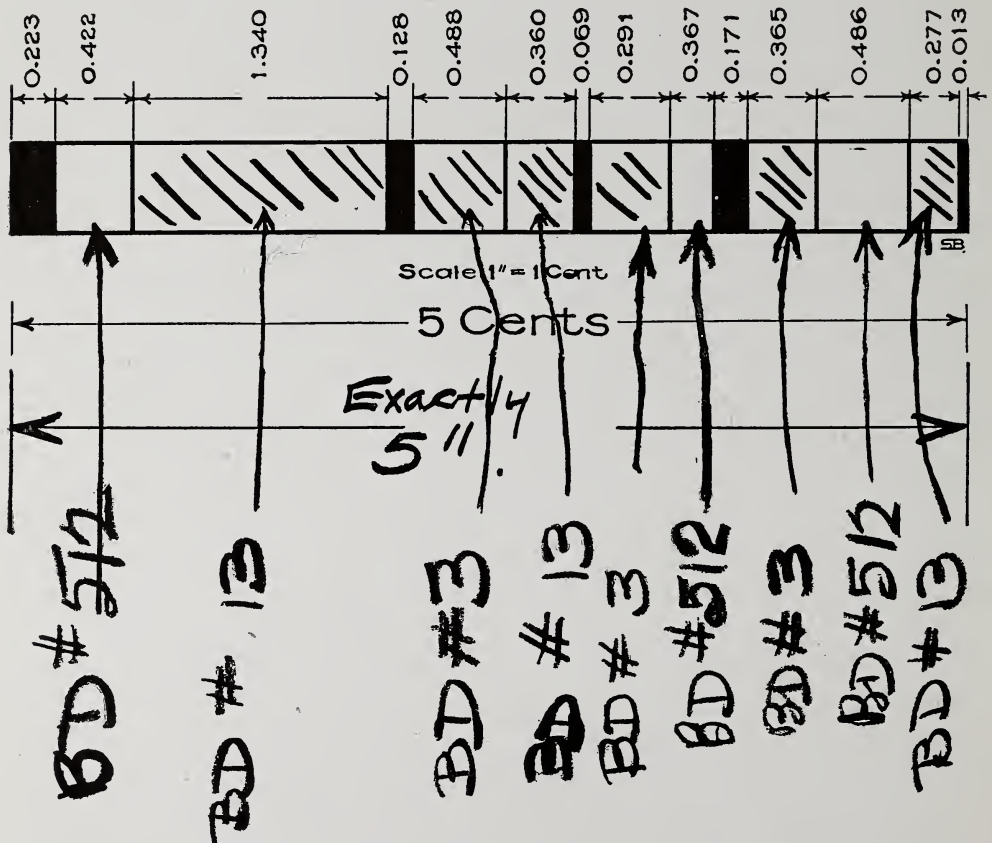 0.223
0.422
1.340
0.128
0.488
0.360
0.069
0.291
0.367
0.171
0.365
0.486
0.277
0.013
SB
Scale 1" = 1 Cent
5 Cents
Exactly
5".
BD # 512
BD # 13
BD # 3
BD # 13
BD # 3
BD # 512
BD # 3
BD # 512
BD # 13